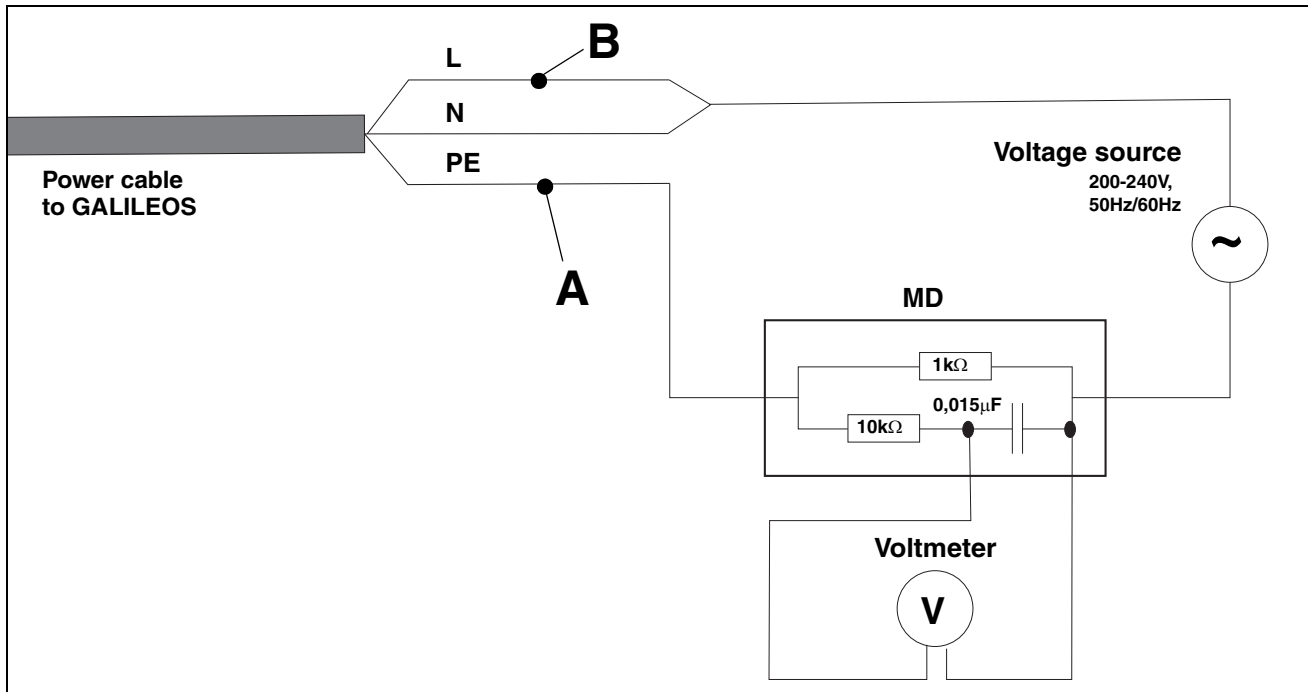 B
L
N
PE
A
Power cable
to GALILEOS
Voltage source
200-240V,
50Hz/60Hz
~
MD
1kΩ
0,015μF
10kΩ
Voltmeter
V